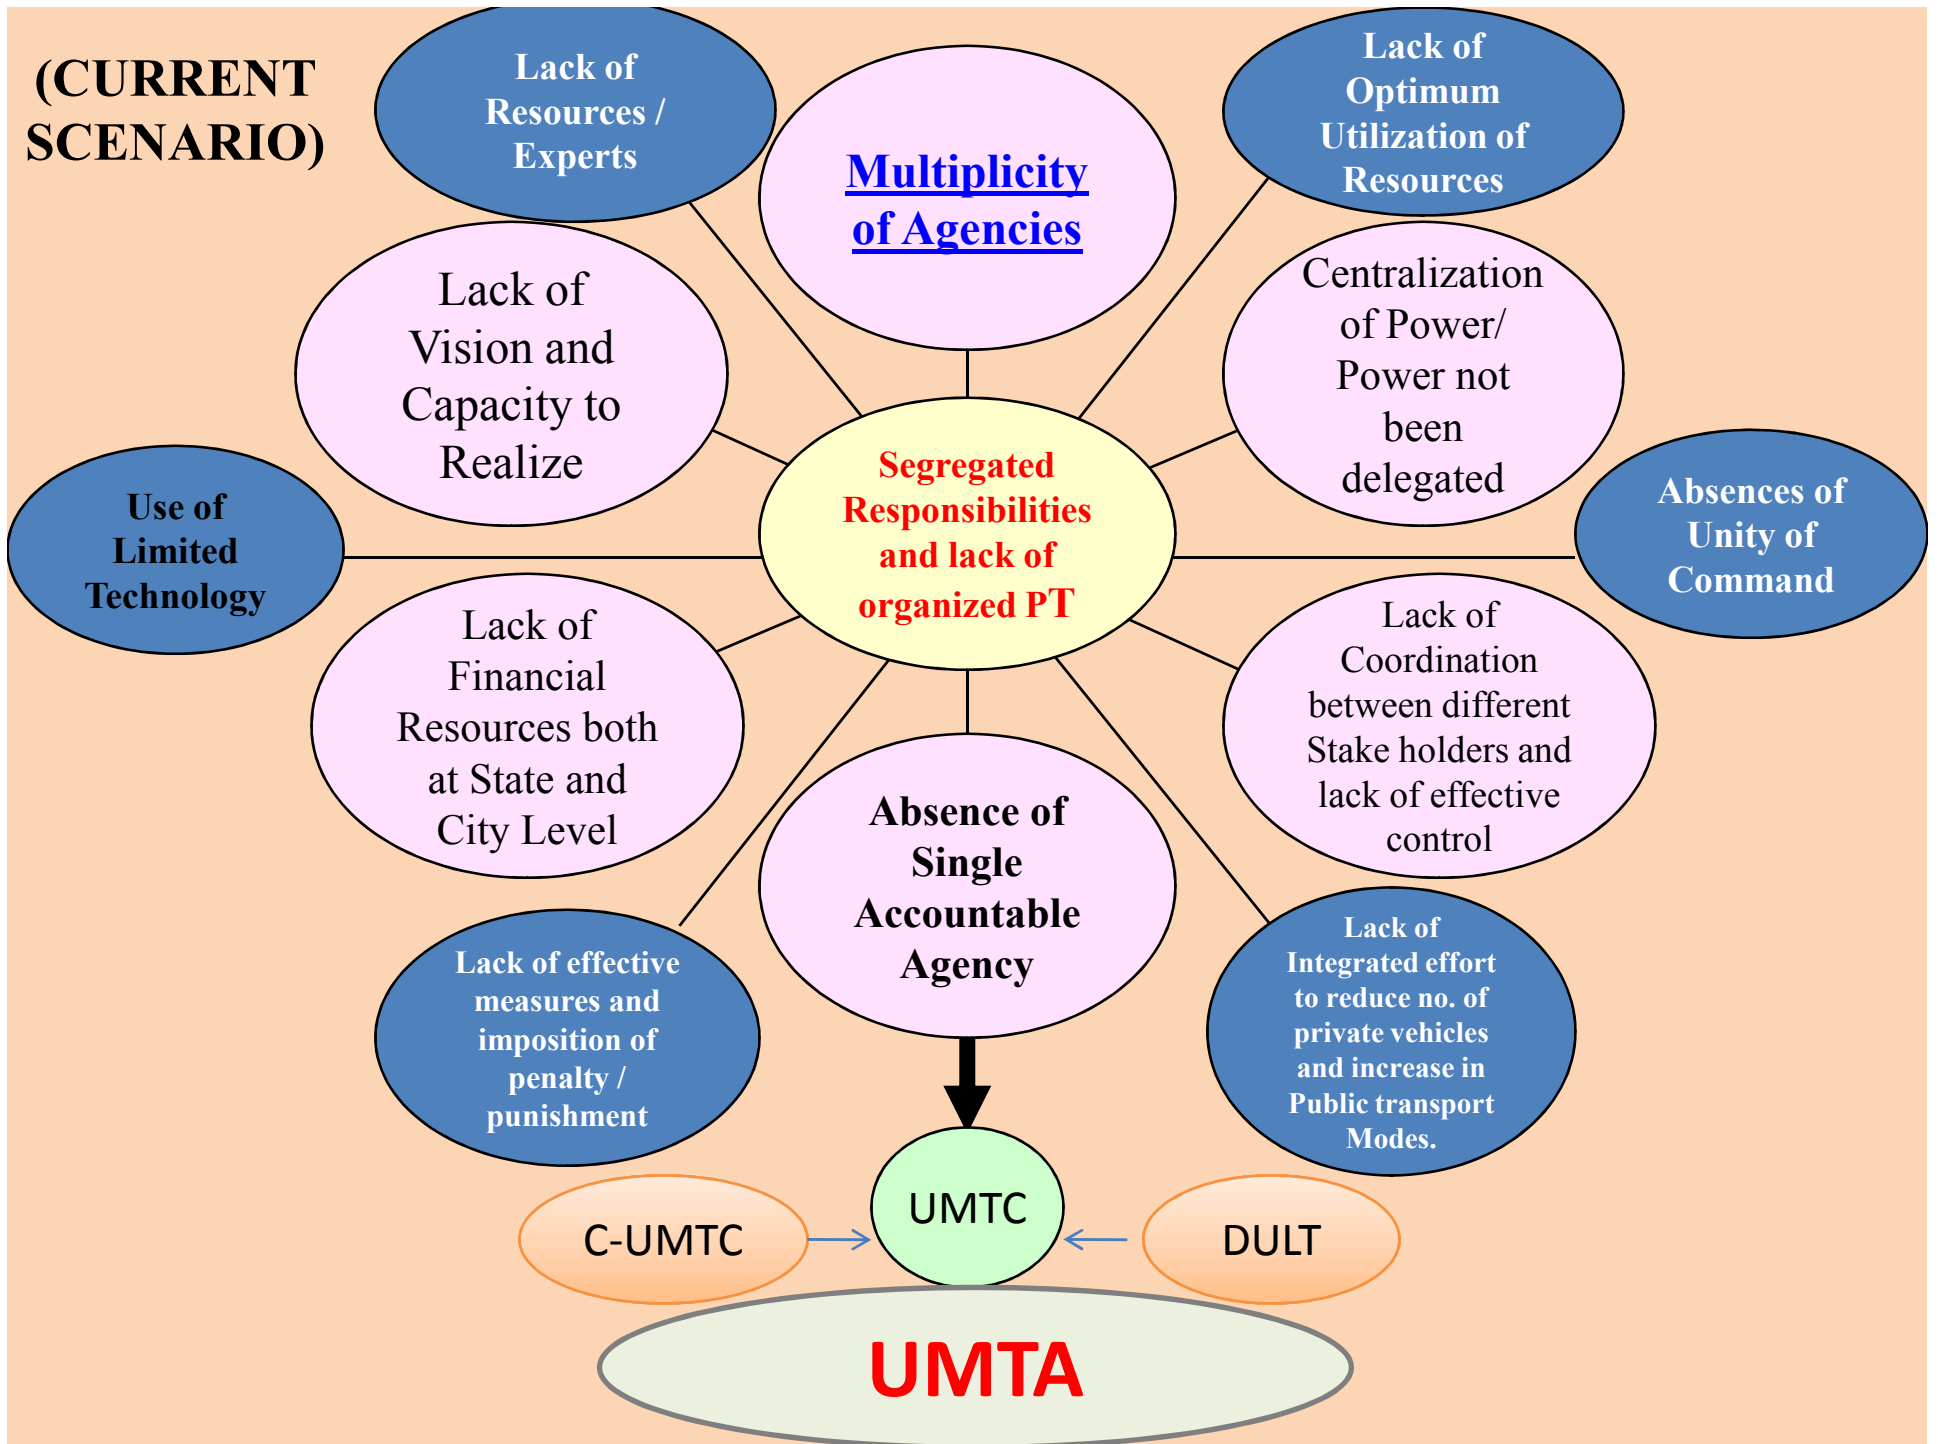 (CURRENT
SCENARIO)
Lack of
Resources /
Experts
Multiplicity
of Agencies
Lack of
Optimum
Utilization of
Resources
Lack of
Vision and
Capacity to
Realize
Centralization
of Power/
Power not
been
delegated
Use of
Limited
Technology
Segregated
Responsibilities
and lack of
organized PT
Absences of
Unity of
Command
Lack of
Financial
Resources both
at State and
City Level
Absence of
Single
Accountable
Agency
Lack of
Coordination
between different
Stake holders and
lack of effective
control
Lack of effective
measures and
imposition of
penalty /
punishment
Lack of
Integrated effort
to reduce no. of
private vehicles
and increase in
Public transport
Modes.
C-UMTC
UMTC
DULT
UMTA